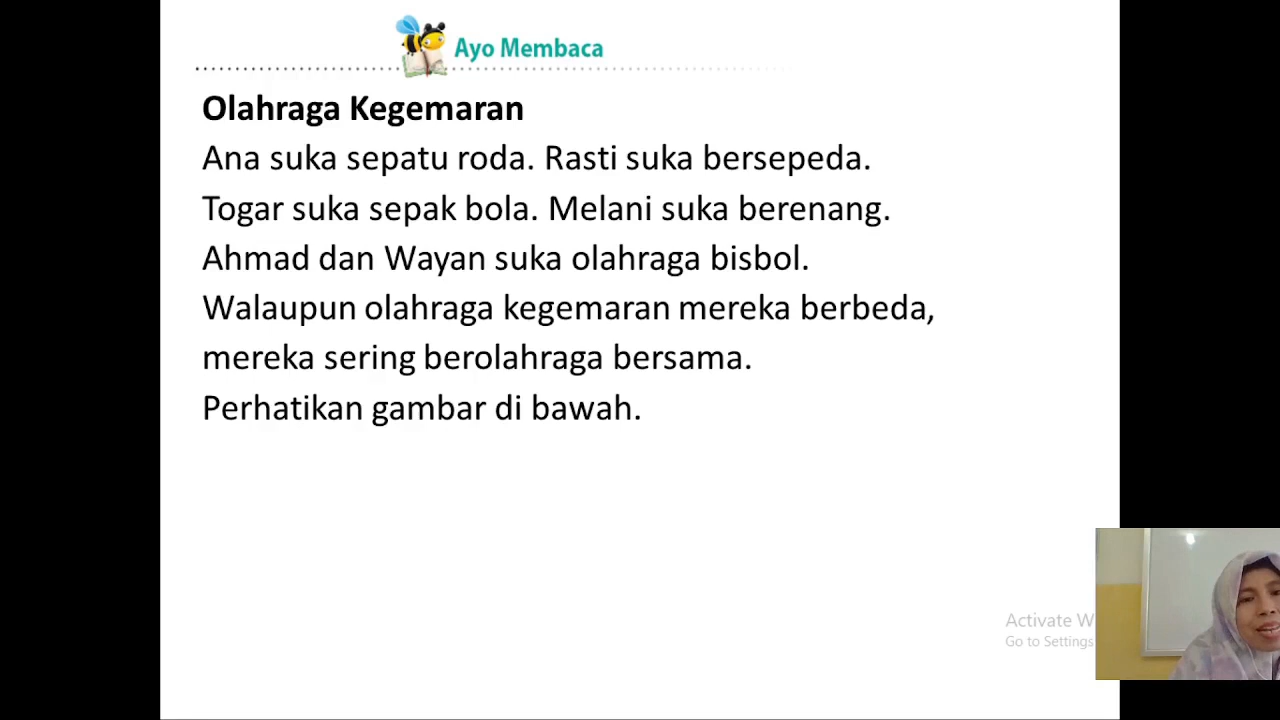 Ayo Membaca
Olahraga Kegemaran
Ana suka sepatu roda. Rasti suka bersepeda.
Togar suka sepak bola. Melani suka berenang.
Ahmad dan Wayan suka olahraga bisbol.
Walaupun olahraga kegemaran mereka berbeda,
mereka sering berolahraga bersama.
Perhatikan gambar di bawah.
Activate W
Go to Settings